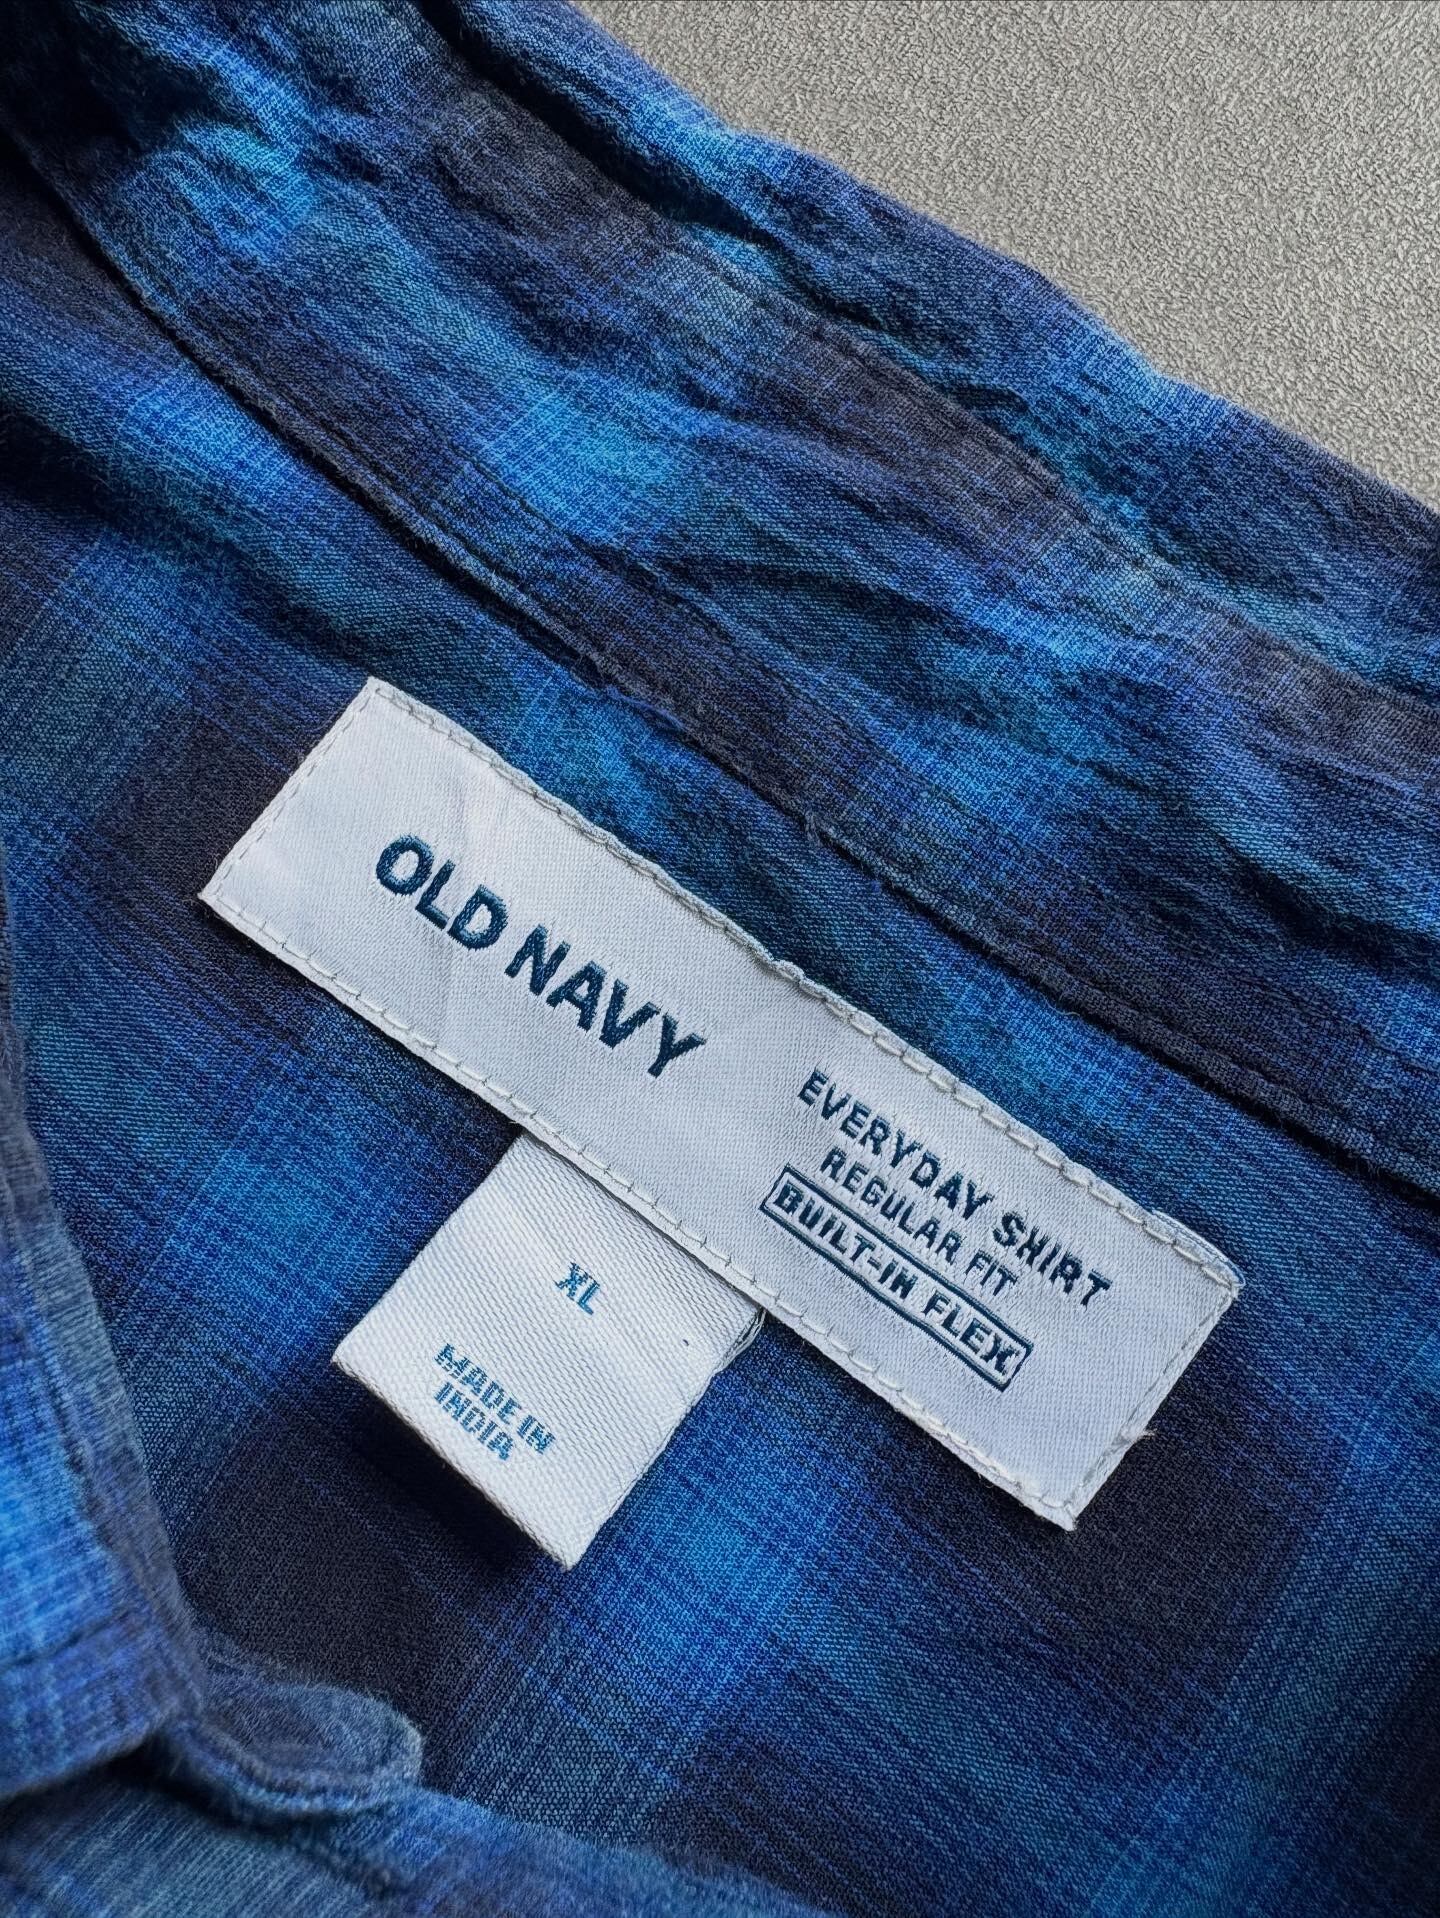 OLD NAVY
EVERYDAY SHIRT
REGULAR FIT
BUILT-IN FLEX
XL
MADE IN
INDIA